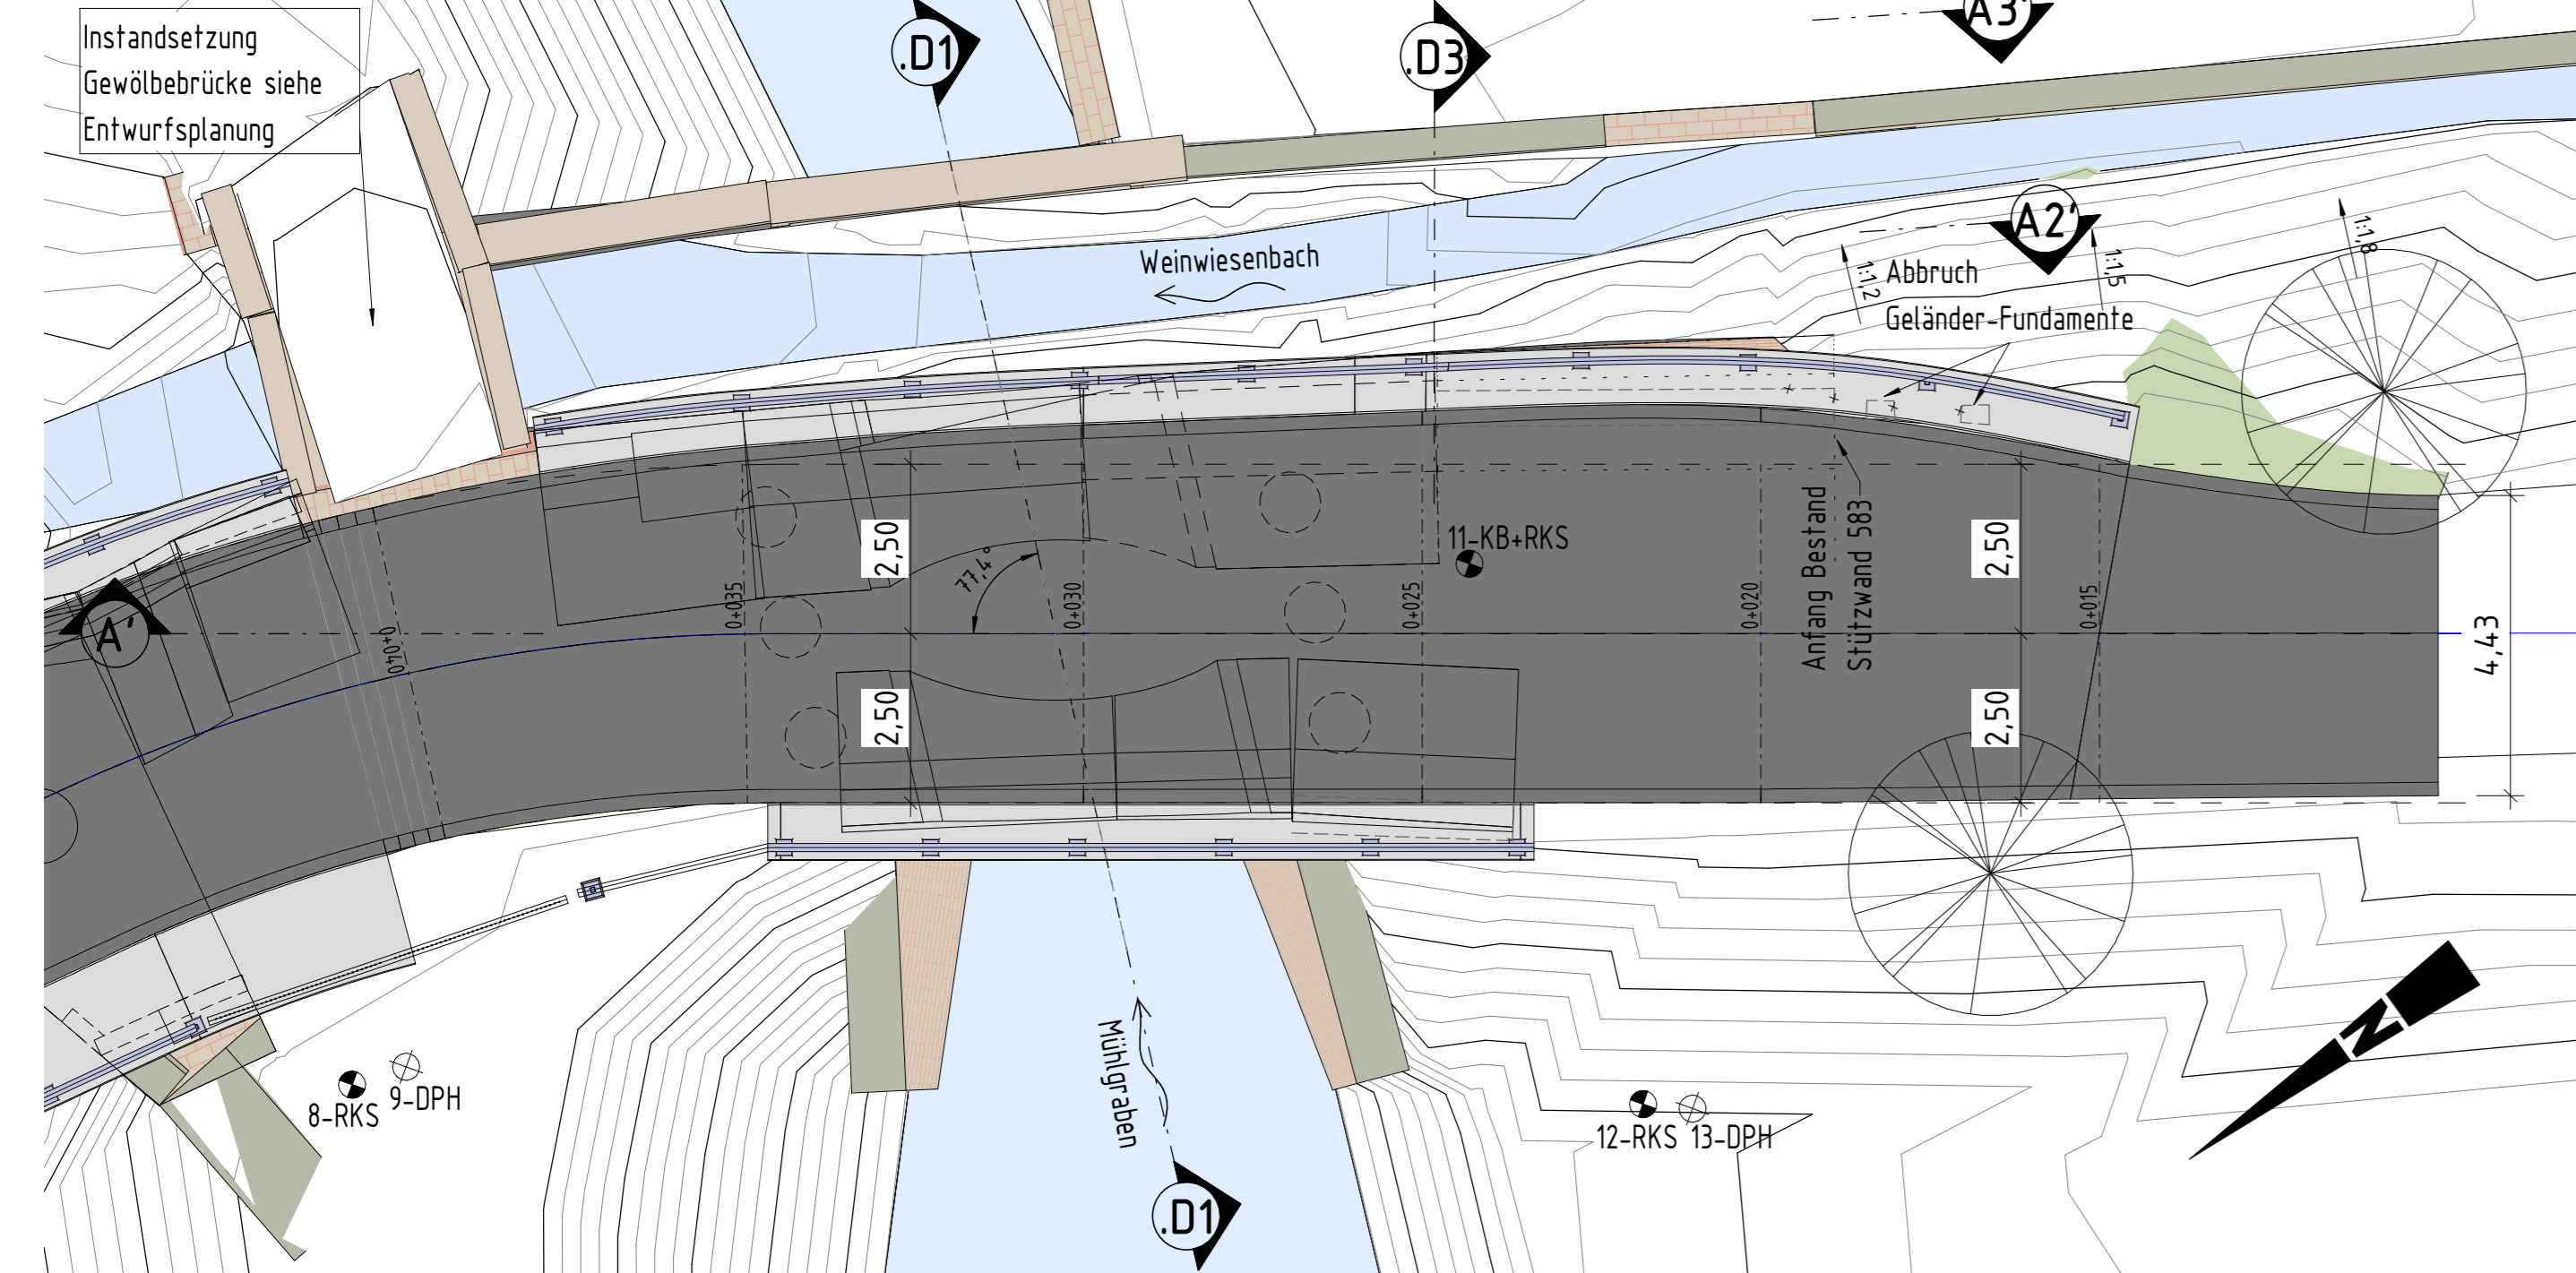 Instandsetzung
Gewölbebrücke siehe
Entwurfsplanung
.D1
.D3
A3'
A2'
1:1,8
1:1,5
1:1,2
Abbruch
Geländer-Fundamente
Weinwiesenbach
11-KB+RKS
2,50
2,50
77,4°
Anfang Bestand
Stützwand 583
0+040
0+035
0+030
0+025
0+020
0+015
A'
4,43
2,50
2,50
N
8-RKS
9-DPH
Mühlgraben
12-RKS
13-DPH
.D1